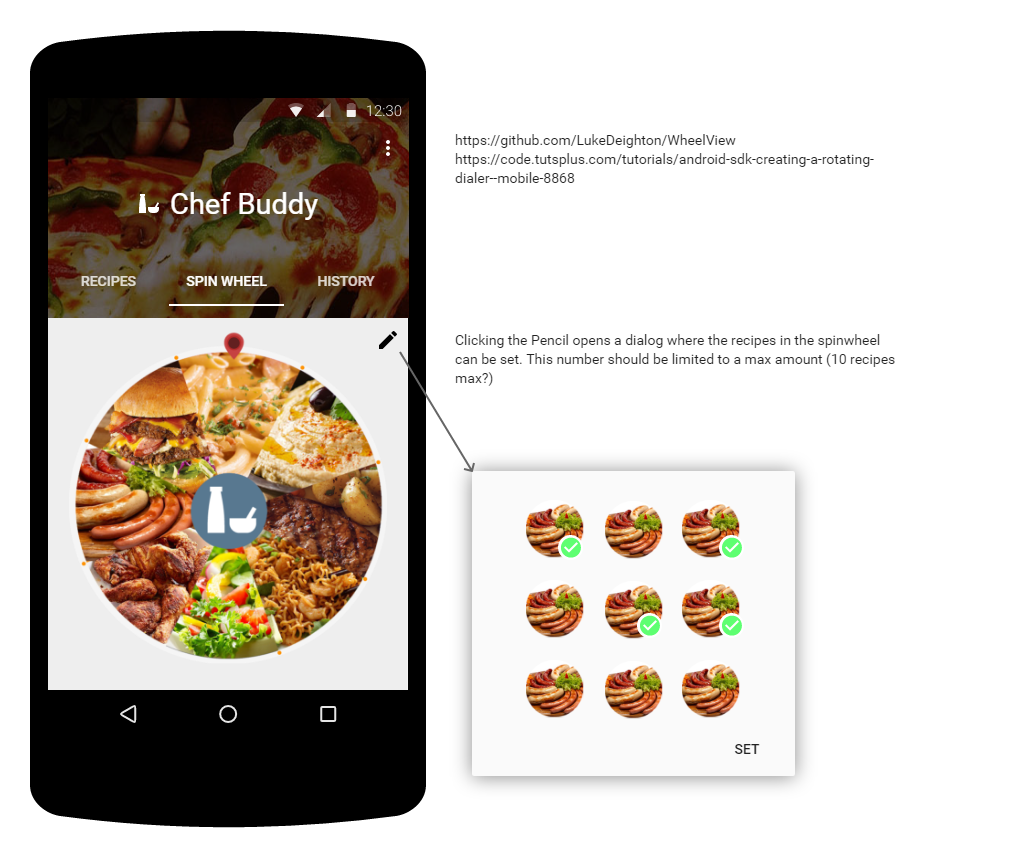 12:30
Chef Buddy
RECIPES SPIN WHEEL HISTORY
https://github.com/LukeDeighton/WheelView
https://code.tutsplus.com/tutorials/android-sdk-creating-a-rotating-
dialer--mobile-8868
Clicking the Pencil opens a dialog where the recipes in the spinwheel
can be set. This number should be limited to a max amount (10 recipes
max?)
SET